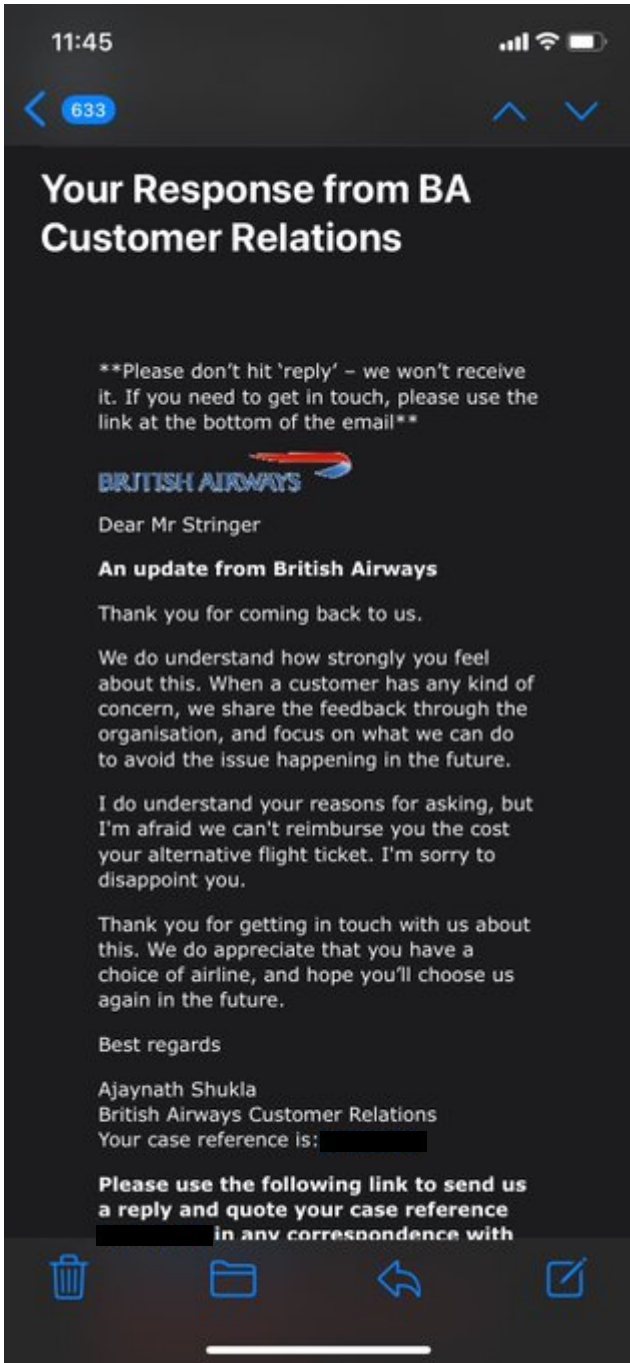 11:45
633
Your Response from BA
Customer Relations
**Please don’t hit ‘reply’ – we won’t receive
it. If you need to get in touch, please use the
link at the bottom of the email**
BRITISH AIRWAYS
Dear Mr Stringer
An update from British Airways
Thank you for coming back to us.
We do understand how strongly you feel
about this. When a customer has any kind of
concern, we share the feedback through the
organisation, and focus on what we can do
to avoid the issue happening in the future.
I do understand your reasons for asking, but
I'm afraid we can't reimburse you the cost
your alternative flight ticket. I'm sorry to
disappoint you.
Thank you for getting in touch with us about
this. We do appreciate that you have a
choice of airline, and hope you’ll choose us
again in the future.
Best regards
Ajaynath Shukla
British Airways Customer Relations
Your case reference is:
Please use the following link to send us
a reply and quote your case reference
in any correspondence with